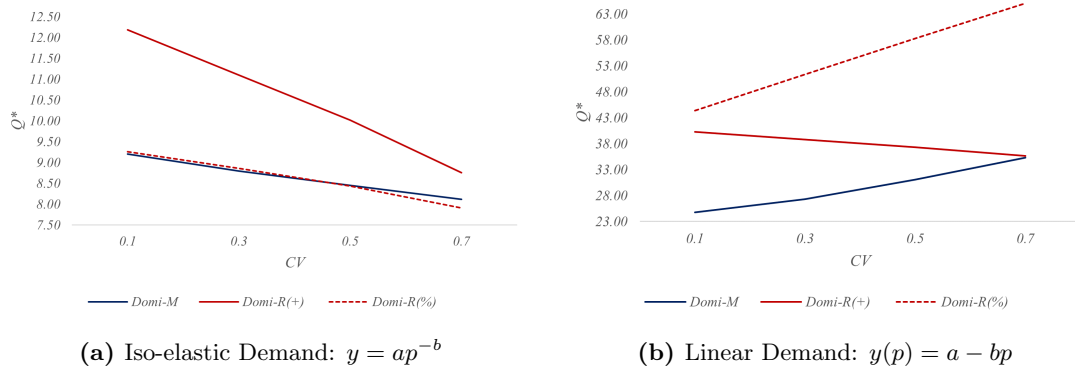 12.50
12.00
11.50
11.00
10.50
10.00
9.50
9.00
8.50
8.00
7.50
Q*
0.1 0.3 0.5 0.7
CV
Domi-M Domi-R(+) Domi-R(%)
(a) Iso-elastic Demand: y = ap^{-b}
63.00
58.00
53.00
48.00
43.00
38.00
33.00
28.00
23.00
Q*
0.1 0.3 0.5 0.7
CV
Domi-M Domi-R(+) Domi-R(%)
(b) Linear Demand: y(p) = a − bp